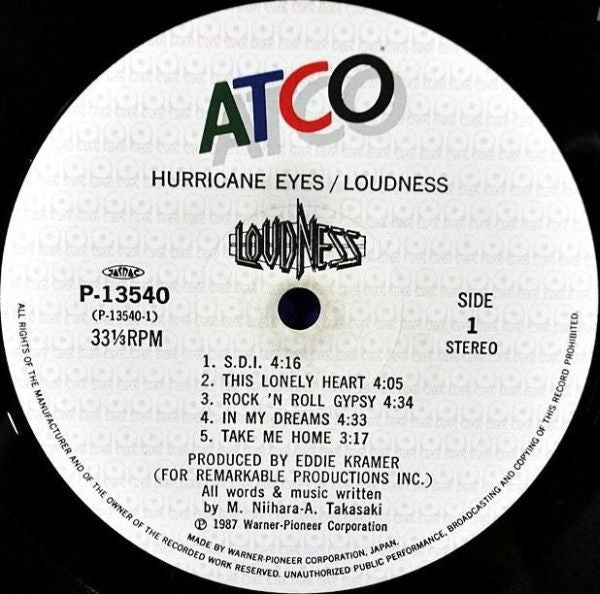 ATCO
HURRICANE EYES / LOUDNESS
LOUDNESS
JASRAC
P-13540
(P-13540-1)
33⅓RPM
SIDE
1
STEREO
1. S.D.I. 4:16
2. THIS LONELY HEART 4:05
3. ROCK 'N ROLL GYPSY 4:34
4. IN MY DREAMS 4:33
5. TAKE ME HOME 3:17
PRODUCED BY EDDIE KRAMER
(FOR REMARKABLE PRODUCTIONS INC.)
All words & music written
by M. Niihara-A. Takasaki
℗ 1987 Warner-Pioneer Corporation
MADE BY WARNER-PIONEER CORPORATION, JAPAN.
ALL RIGHTS OF THE MANUFACTURER AND OF THE OWNER OF THE RECORDED WORK RESERVED. UNAUTHORIZED PUBLIC PERFORMANCE, BROADCASTING AND COPYING OF THIS RECORD PROHIBITED.